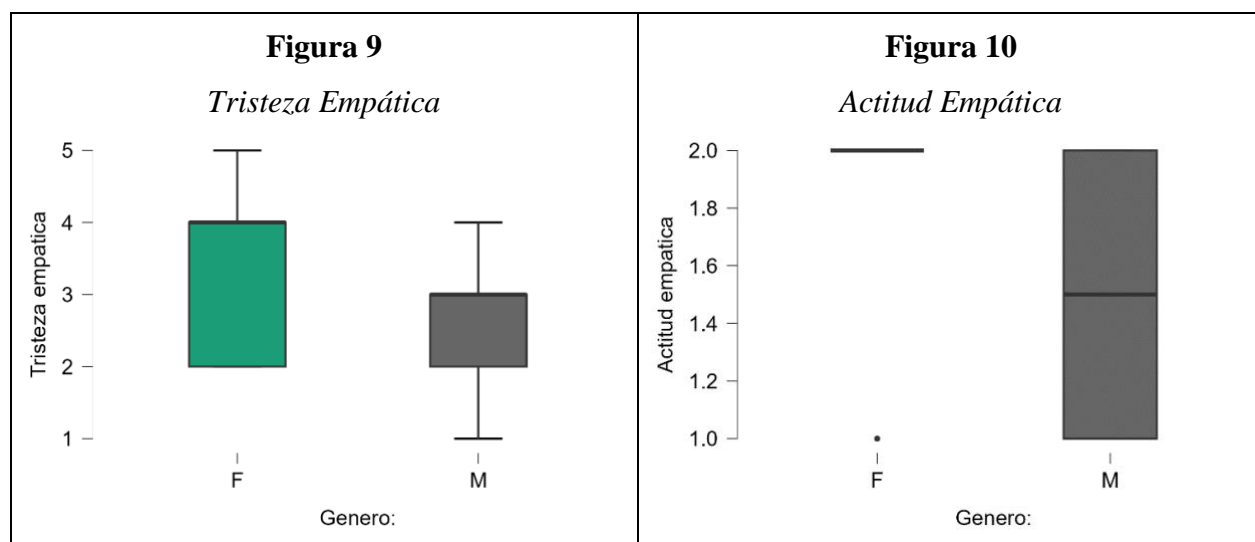 Figura 9
Tristeza Empática
5
4
3
2
1
Tristeza empatica
F
M
Genero:
Figura 10
Actitud Empática
2.0
1.8
1.6
1.4
1.2
1.0
Actitud empatica
F
M
Genero: